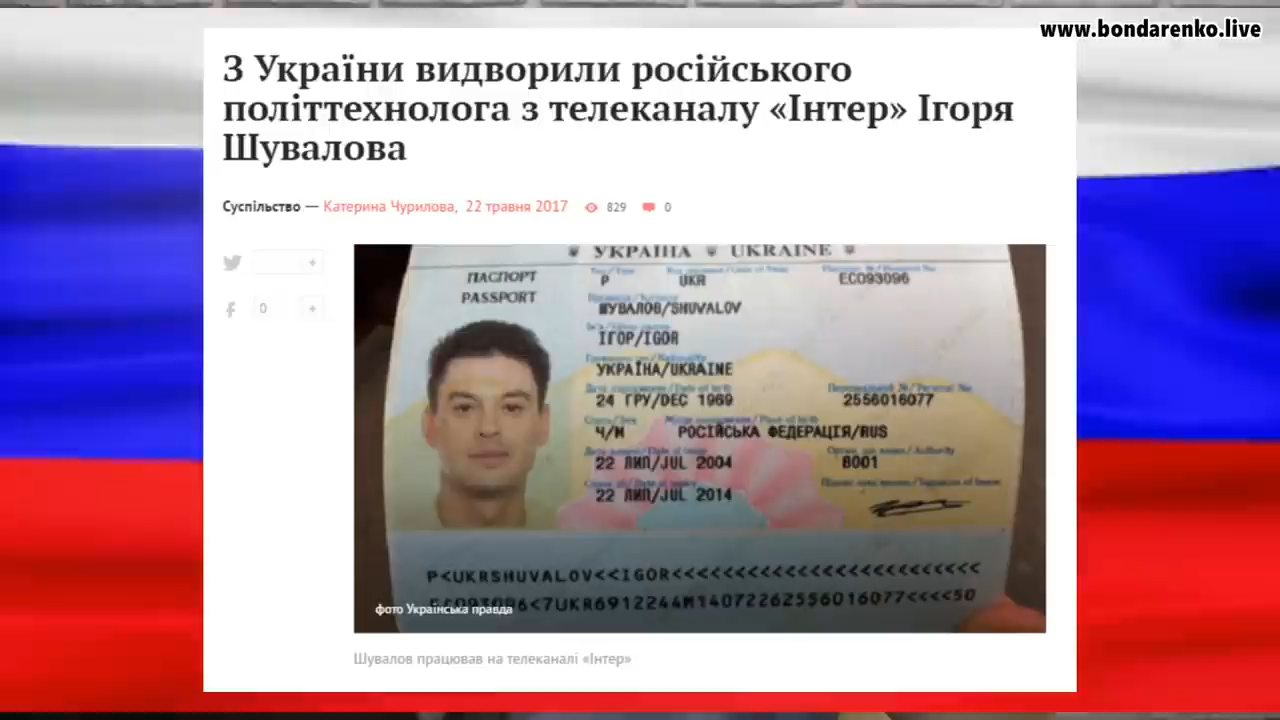 www.bondarenko.live
З України видворили російського
політтехнолога з телеканалу «Інтер» Ігоря
Шувалова
Суспільство — Катерина Чурилова, 22 травня 2017 829 0
0
УКРАЇНА UKRAINE
ПАСПОРТ
PASSPORT
P UKR EC093096
ШУВАЛОВ/SHUVALOV
ІГОР/IGOR
УКРАЇНА/UKRAINE
24 ГРУ/DEC 1969 2556016077
Ч/М РОСІЙСЬКА ФЕДЕРАЦІЯ/RUS
22 ЛИП/JUL 2004 8001
22 ЛИП/JUL 2014
P<UKRSHUVALOV<<IGOR<<<<<<<<<<<<<<<<<<<<<<<<<
EC093096<7UKR6912244M14072262556016077<<<<50
фото Українська правда
Шувалов працював на телеканалі «Інтер»